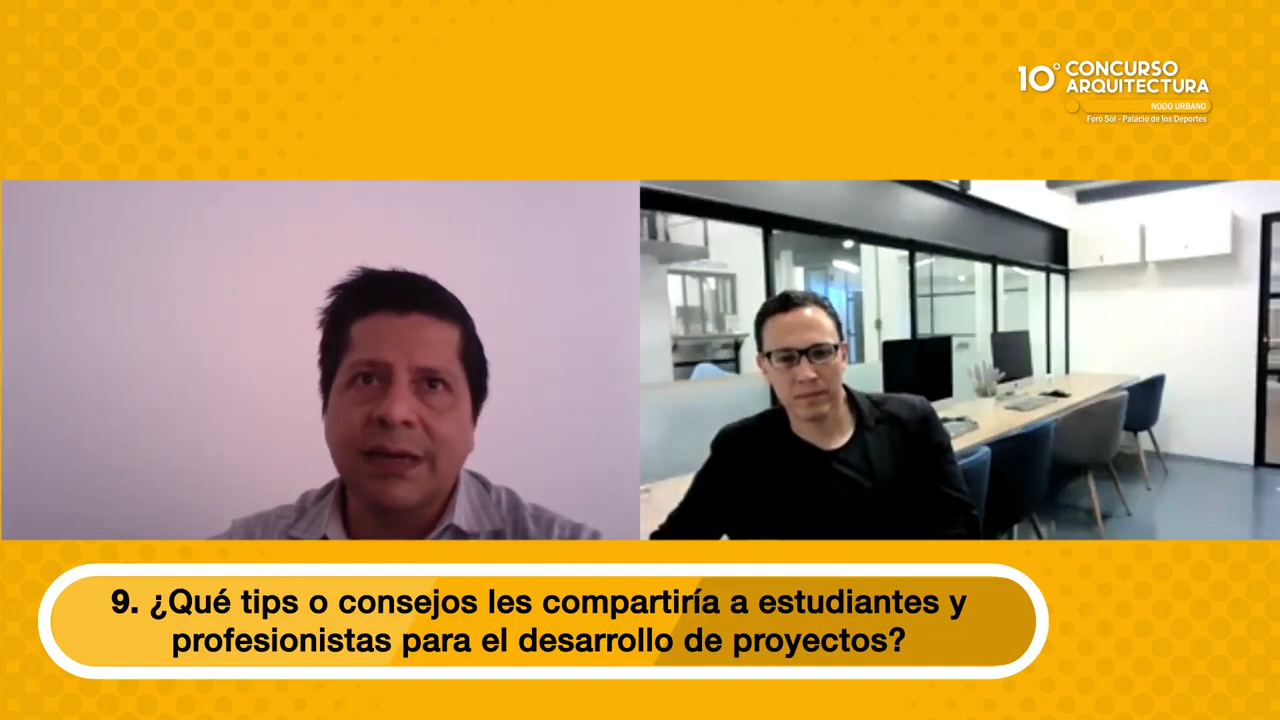 10° CONCURSO
ARQUITECTURA
NODO URBANO
Foro Sol - Palacio de los Deportes
9. ¿Qué tips o consejos les compartiría a estudiantes y
profesionistas para el desarrollo de proyectos?